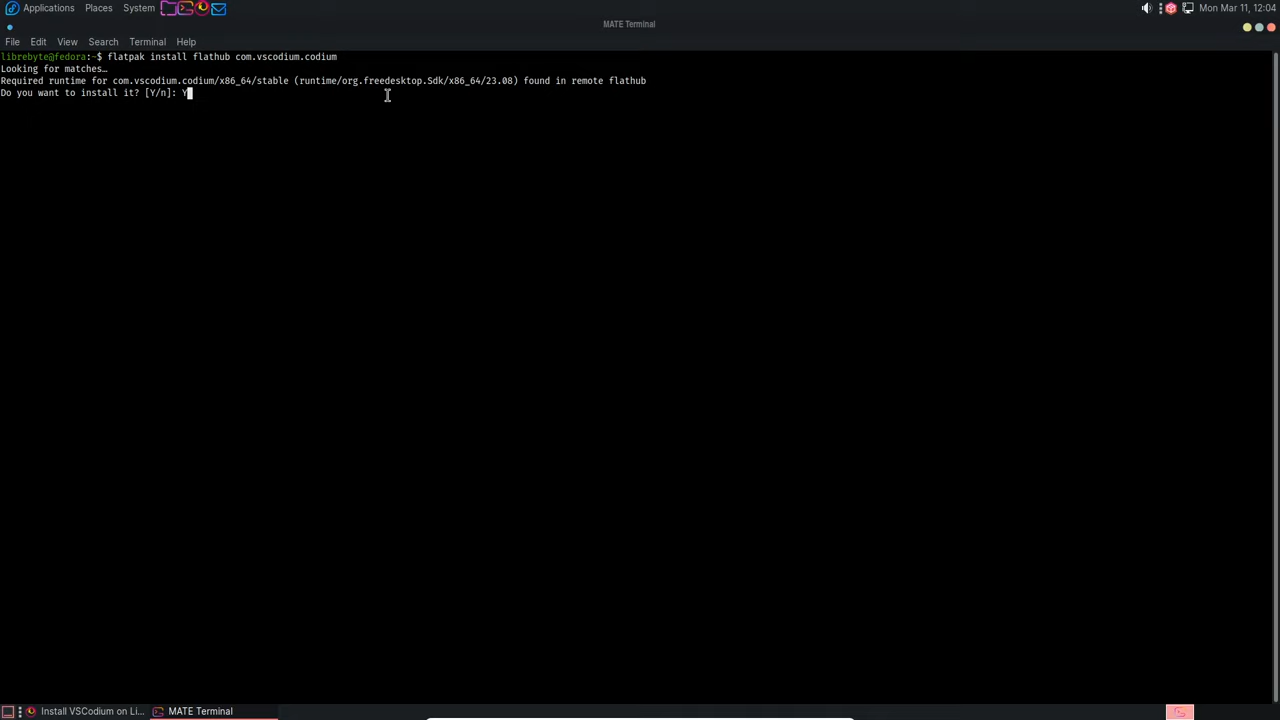 Applications Places System Mon Mar 11, 12:04
MATE Terminal
File Edit View Search Terminal Help
librebyte@fedora:~$ flatpak install flathub com.vscodium.codium
Looking for matches…
Required runtime for com.vscodium.codium/x86_64/stable (runtime/org.freedesktop.Sdk/x86_64/23.08) found in remote flathub
Do you want to install it? [Y/n]: Y
Install VSCodium on Li... MATE Terminal